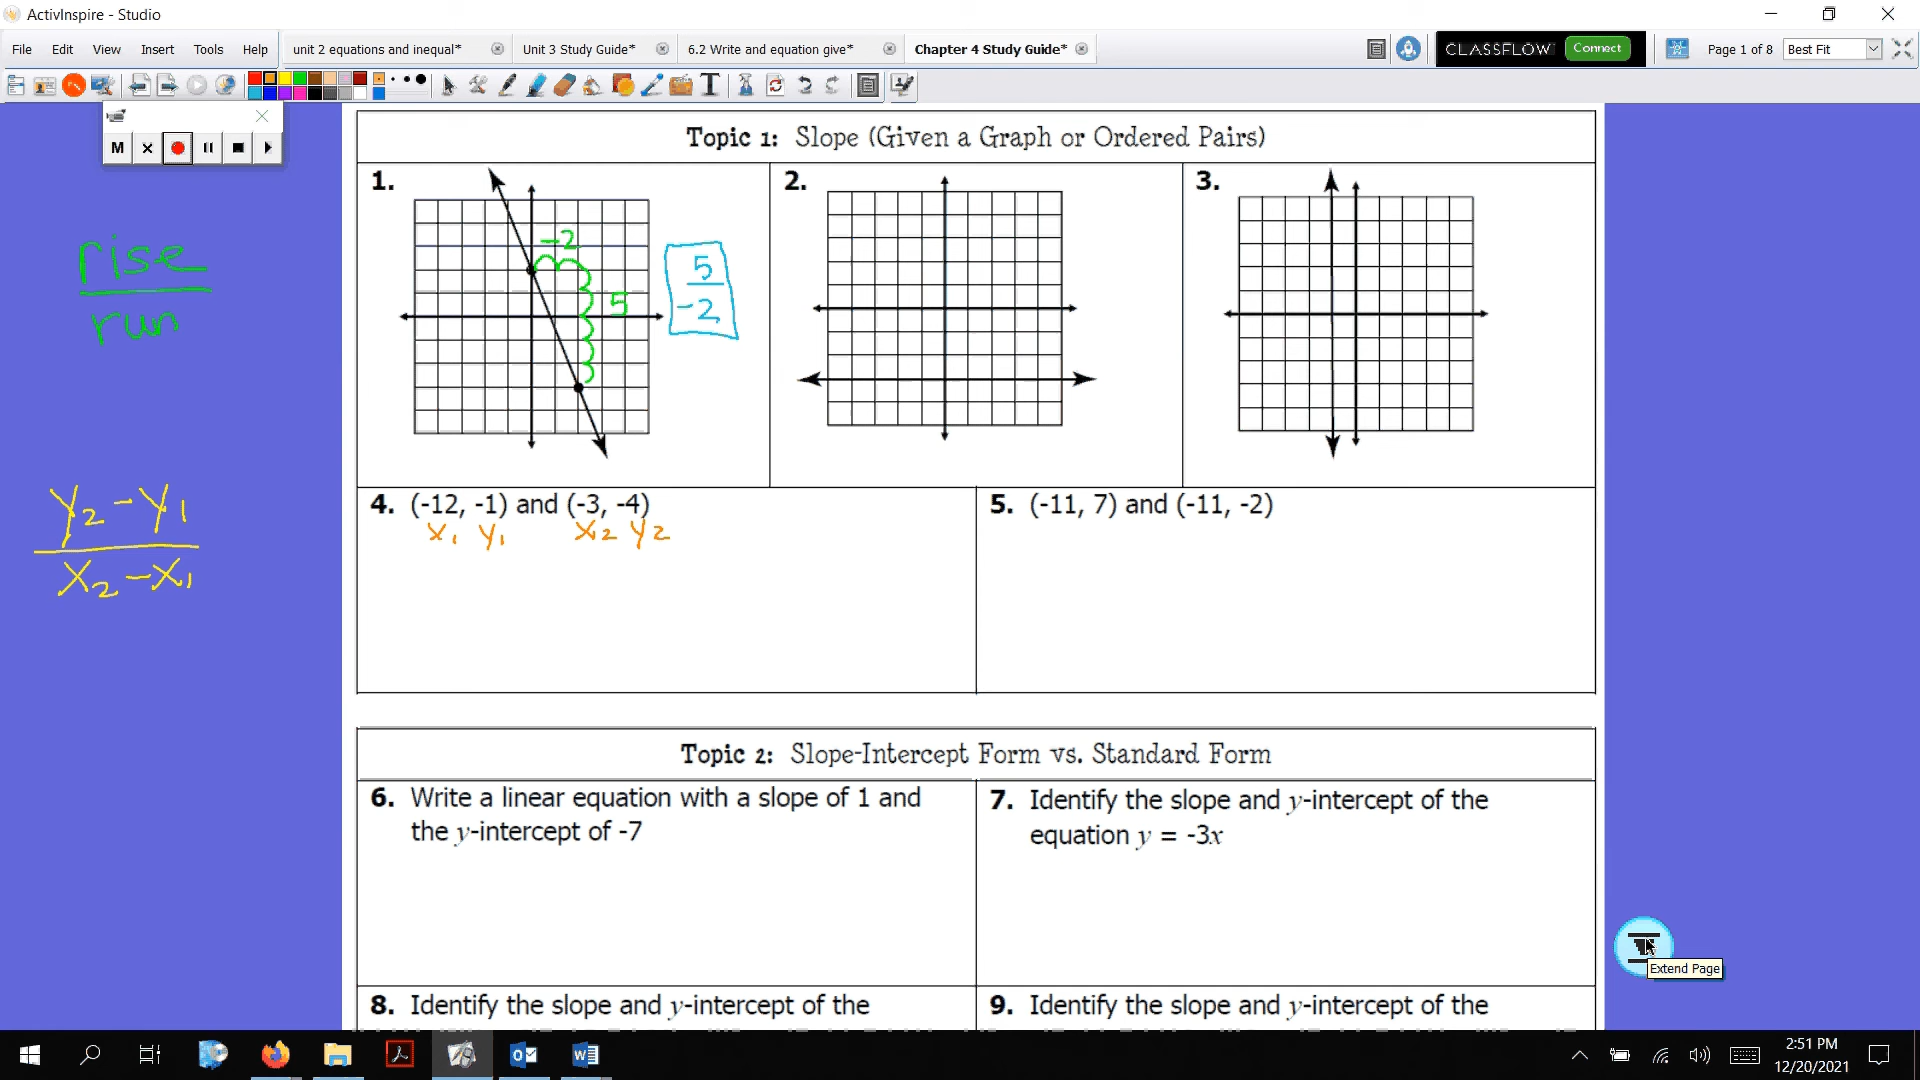 ActivInspire - Studio
File Edit View Insert Tools Help
unit 2 equations and inequal*
Unit 3 Study Guide*
6.2 Write and equation give*
Chapter 4 Study Guide*
CLASSFLOW
Connect
Page 1 of 8
Best Fit
M
Topic 1: Slope (Given a Graph or Ordered Pairs)
1.
2.
3.
-2
5
5
-2
rise
run
4. (-12, -1) and (-3, -4)
x1 y1 x2 y2
5. (-11, 7) and (-11, -2)
y2 - y1
x2 - x1
Topic 2: Slope-Intercept Form vs. Standard Form
6. Write a linear equation with a slope of 1 and
the y-intercept of -7
7. Identify the slope and y-intercept of the
equation y = -3x
Extend Page
8. Identify the slope and y-intercept of the
9. Identify the slope and y-intercept of the
2:51 PM
12/20/2021